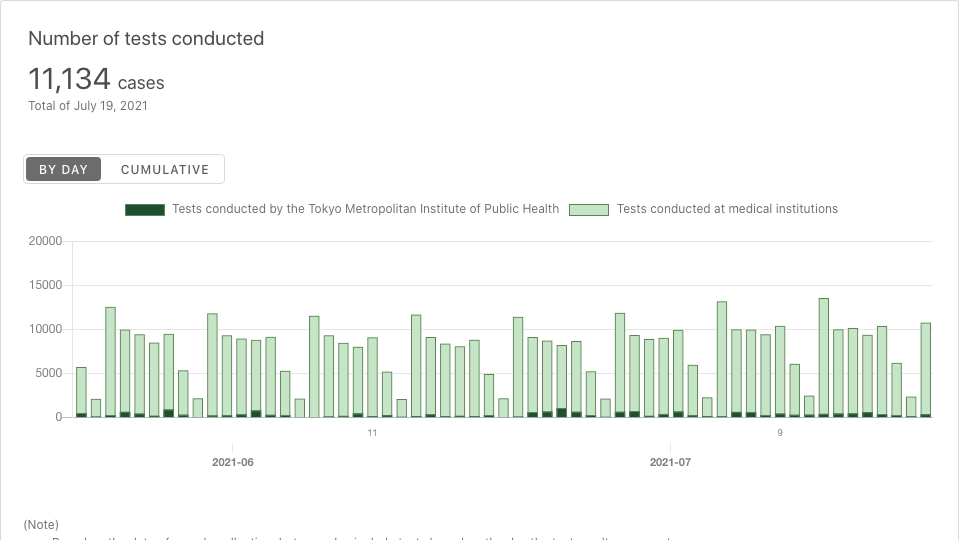 Number of tests conducted
11,134 cases
Total of July 19, 2021
BY DAY CUMULATIVE
Tests conducted by the Tokyo Metropolitan Institute of Public Health Tests conducted at medical institutions
20000
15000
10000
5000
0
11 9
2021-06 2021-07
(Note)